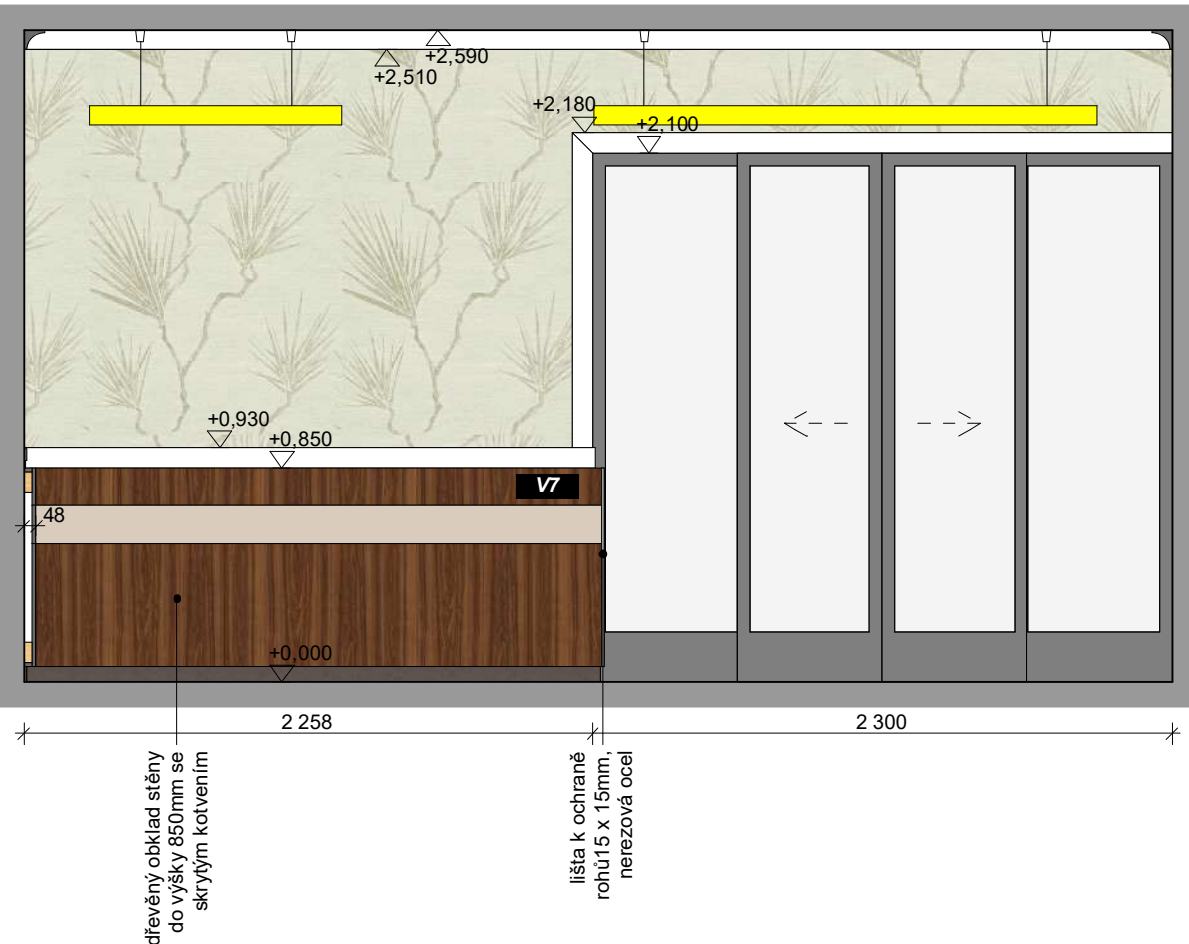 +2,590
+2,510
+2,180
+2,100
+0,930
+0,850
V7
48
+0,000
2 258
2 300
dřevěný obklad stěny
do výšky 850mm se
skrytým kotvením
lišta k ochraně
rohů15 x 15mm,
nerezová ocel